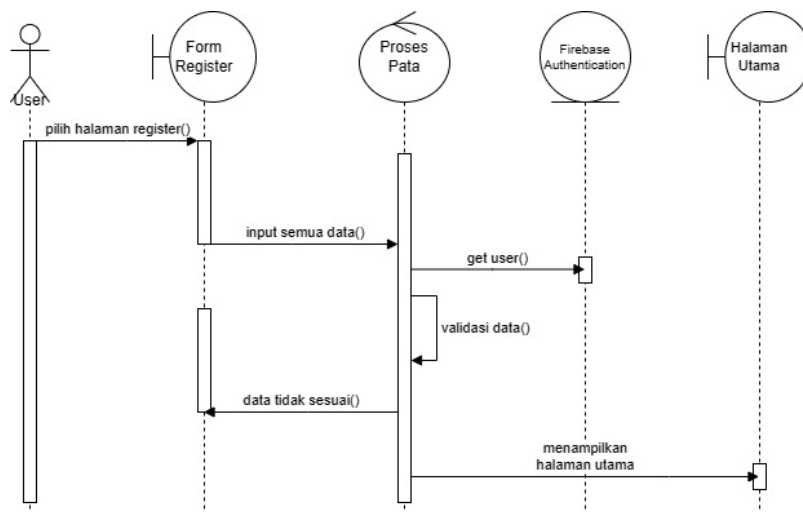 User
Form
Register
Proses
Pata
Firebase
Authentication
Halaman
Utama
pilih halaman register()
input semua data()
get user()
validasi data()
data tidak sesuai()
menampilkan
halaman utama